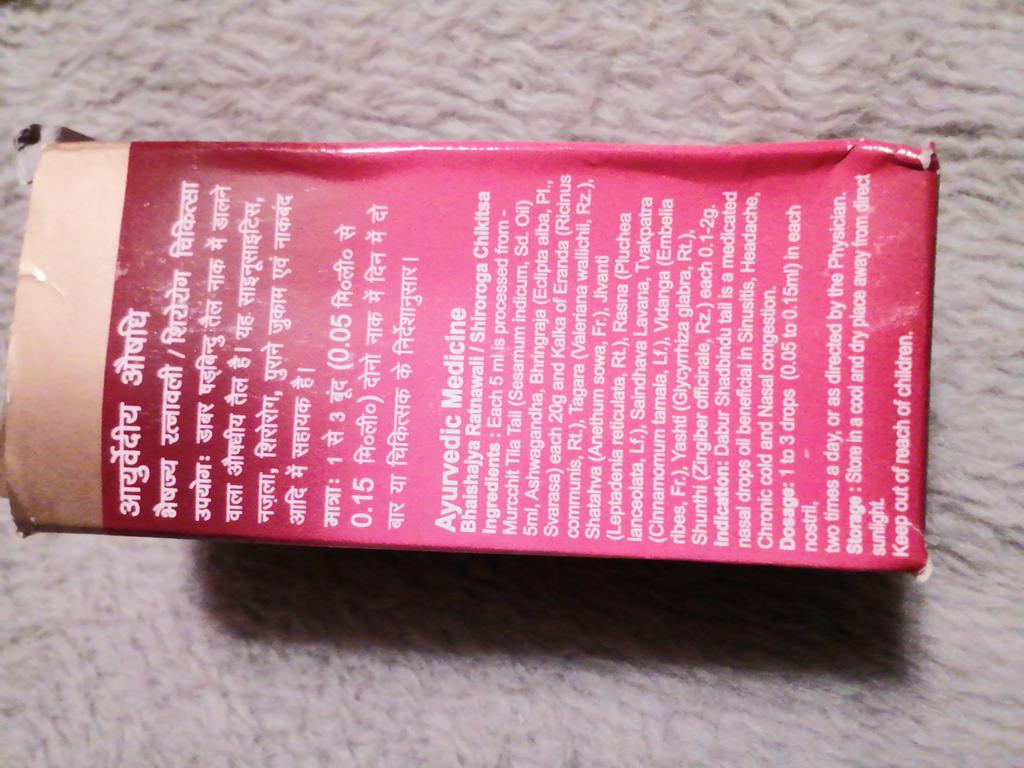 आयुर्वेदीय औषधि
भैषज्य रत्नावली / शिरोरोग चिकित्सा
उपयोग: डाबर षड्बिन्दु तैल नाक में डालने
वाला औषधीय तैल है। यह साइनूसाइटिस,
नज़ला, शिरोरोग, पुराने जुकाम एवं नाकबंद
आदि में सहायक है।
मात्रा: 1 से 3 बूंद (0.05 मि०ली० से
0.15 मि०ली०) दोनो नाक में दिन में दो
बार या चिकित्सक के निर्देशानुसार।
Ayurvedic Medicine
Bhaishajya Ratnawali / Shiroroga Chikitsa
Ingredients : Each 5 ml is processed from -
Murcchit Tila Tail (Sesamum indicum, Sd. Oil)
5ml, Ashwagandha, Bhringraja (Eclipta alba, Pl.,
Svarasa) each 20g and Kalka of Eranda (Ricinus
communis, Rt.), Tagara (Valeriana wallichii, Rz.),
Shatahva (Anethum sowa, Fr.), Jivanti
(Leptadenia reticulata, Rt.), Rasna (Pluchea
lanceolata, Lf.), Saindhava Lavana, Tvakpatra
(Cinnamomum tamala, Lf.), Vidanga (Embelia
ribes, Fr.), Yashti (Glycyrrhiza glabra, Rt.),
Shunthi (Zingiber officinale, Rz.) each 0.1-2g.
Indication: Dabur Shadbindu tail is a medicated
nasal drops oil beneficial in Sinusitis, Headache,
Chronic cold and Nasal congestion.
Dosage: 1 to 3 drops (0.05 to 0.15ml) in each
nostril,
two times a day, or as directed by the Physician.
Storage : Store in a cool and dry place away from direct
sunlight.
Keep out of reach of children.